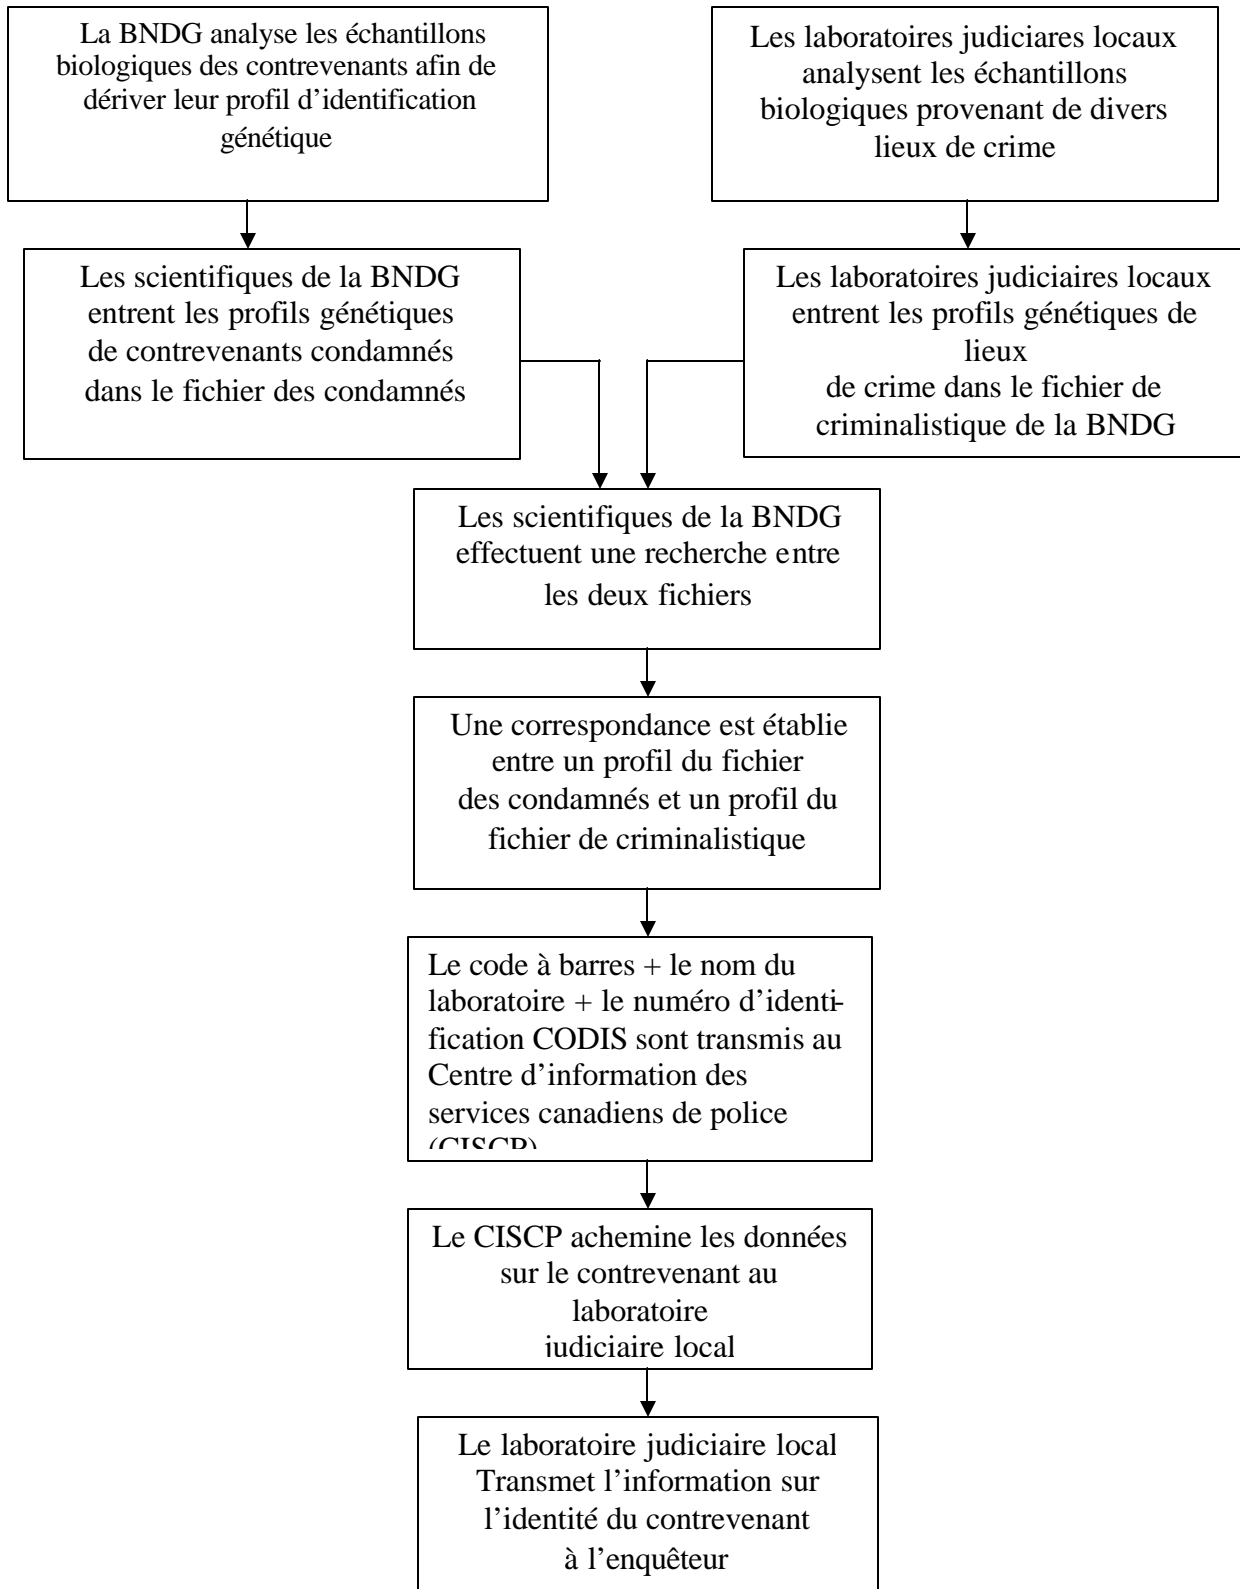 La BNDG analyse les échantillons
biologiques des contrevenants afin de
dériver leur profil d’identification
génétique
Les laboratoires judiciares locaux
analysent les échantillons
biologiques provenant de divers
lieux de crime
Les scientifiques de la BNDG
entrent les profils génétiques
de contrevenants condamnés
dans le fichier des condamnés
Les laboratoires judiciaires locaux
entrent les profils génétiques de
lieux
de crime dans le fichier de
criminalistique de la BNDG
Les scientifiques de la BNDG
effectuent une recherche entre
les deux fichiers
Une correspondance est établie
entre un profil du fichier
des condamnés et un profil du
fichier de criminalistique
Le code à barres + le nom du
laboratoire + le numéro d’identi-
fication CODIS sont transmis au
Centre d’information des
services canadiens de police
(CISCP)
Le CISCP achemine les données
sur le contrevenant au
laboratoire
judiciaire local
Le laboratoire judiciaire local
Transmet l’information sur
l’identité du contrevenant
à l’enquêteur